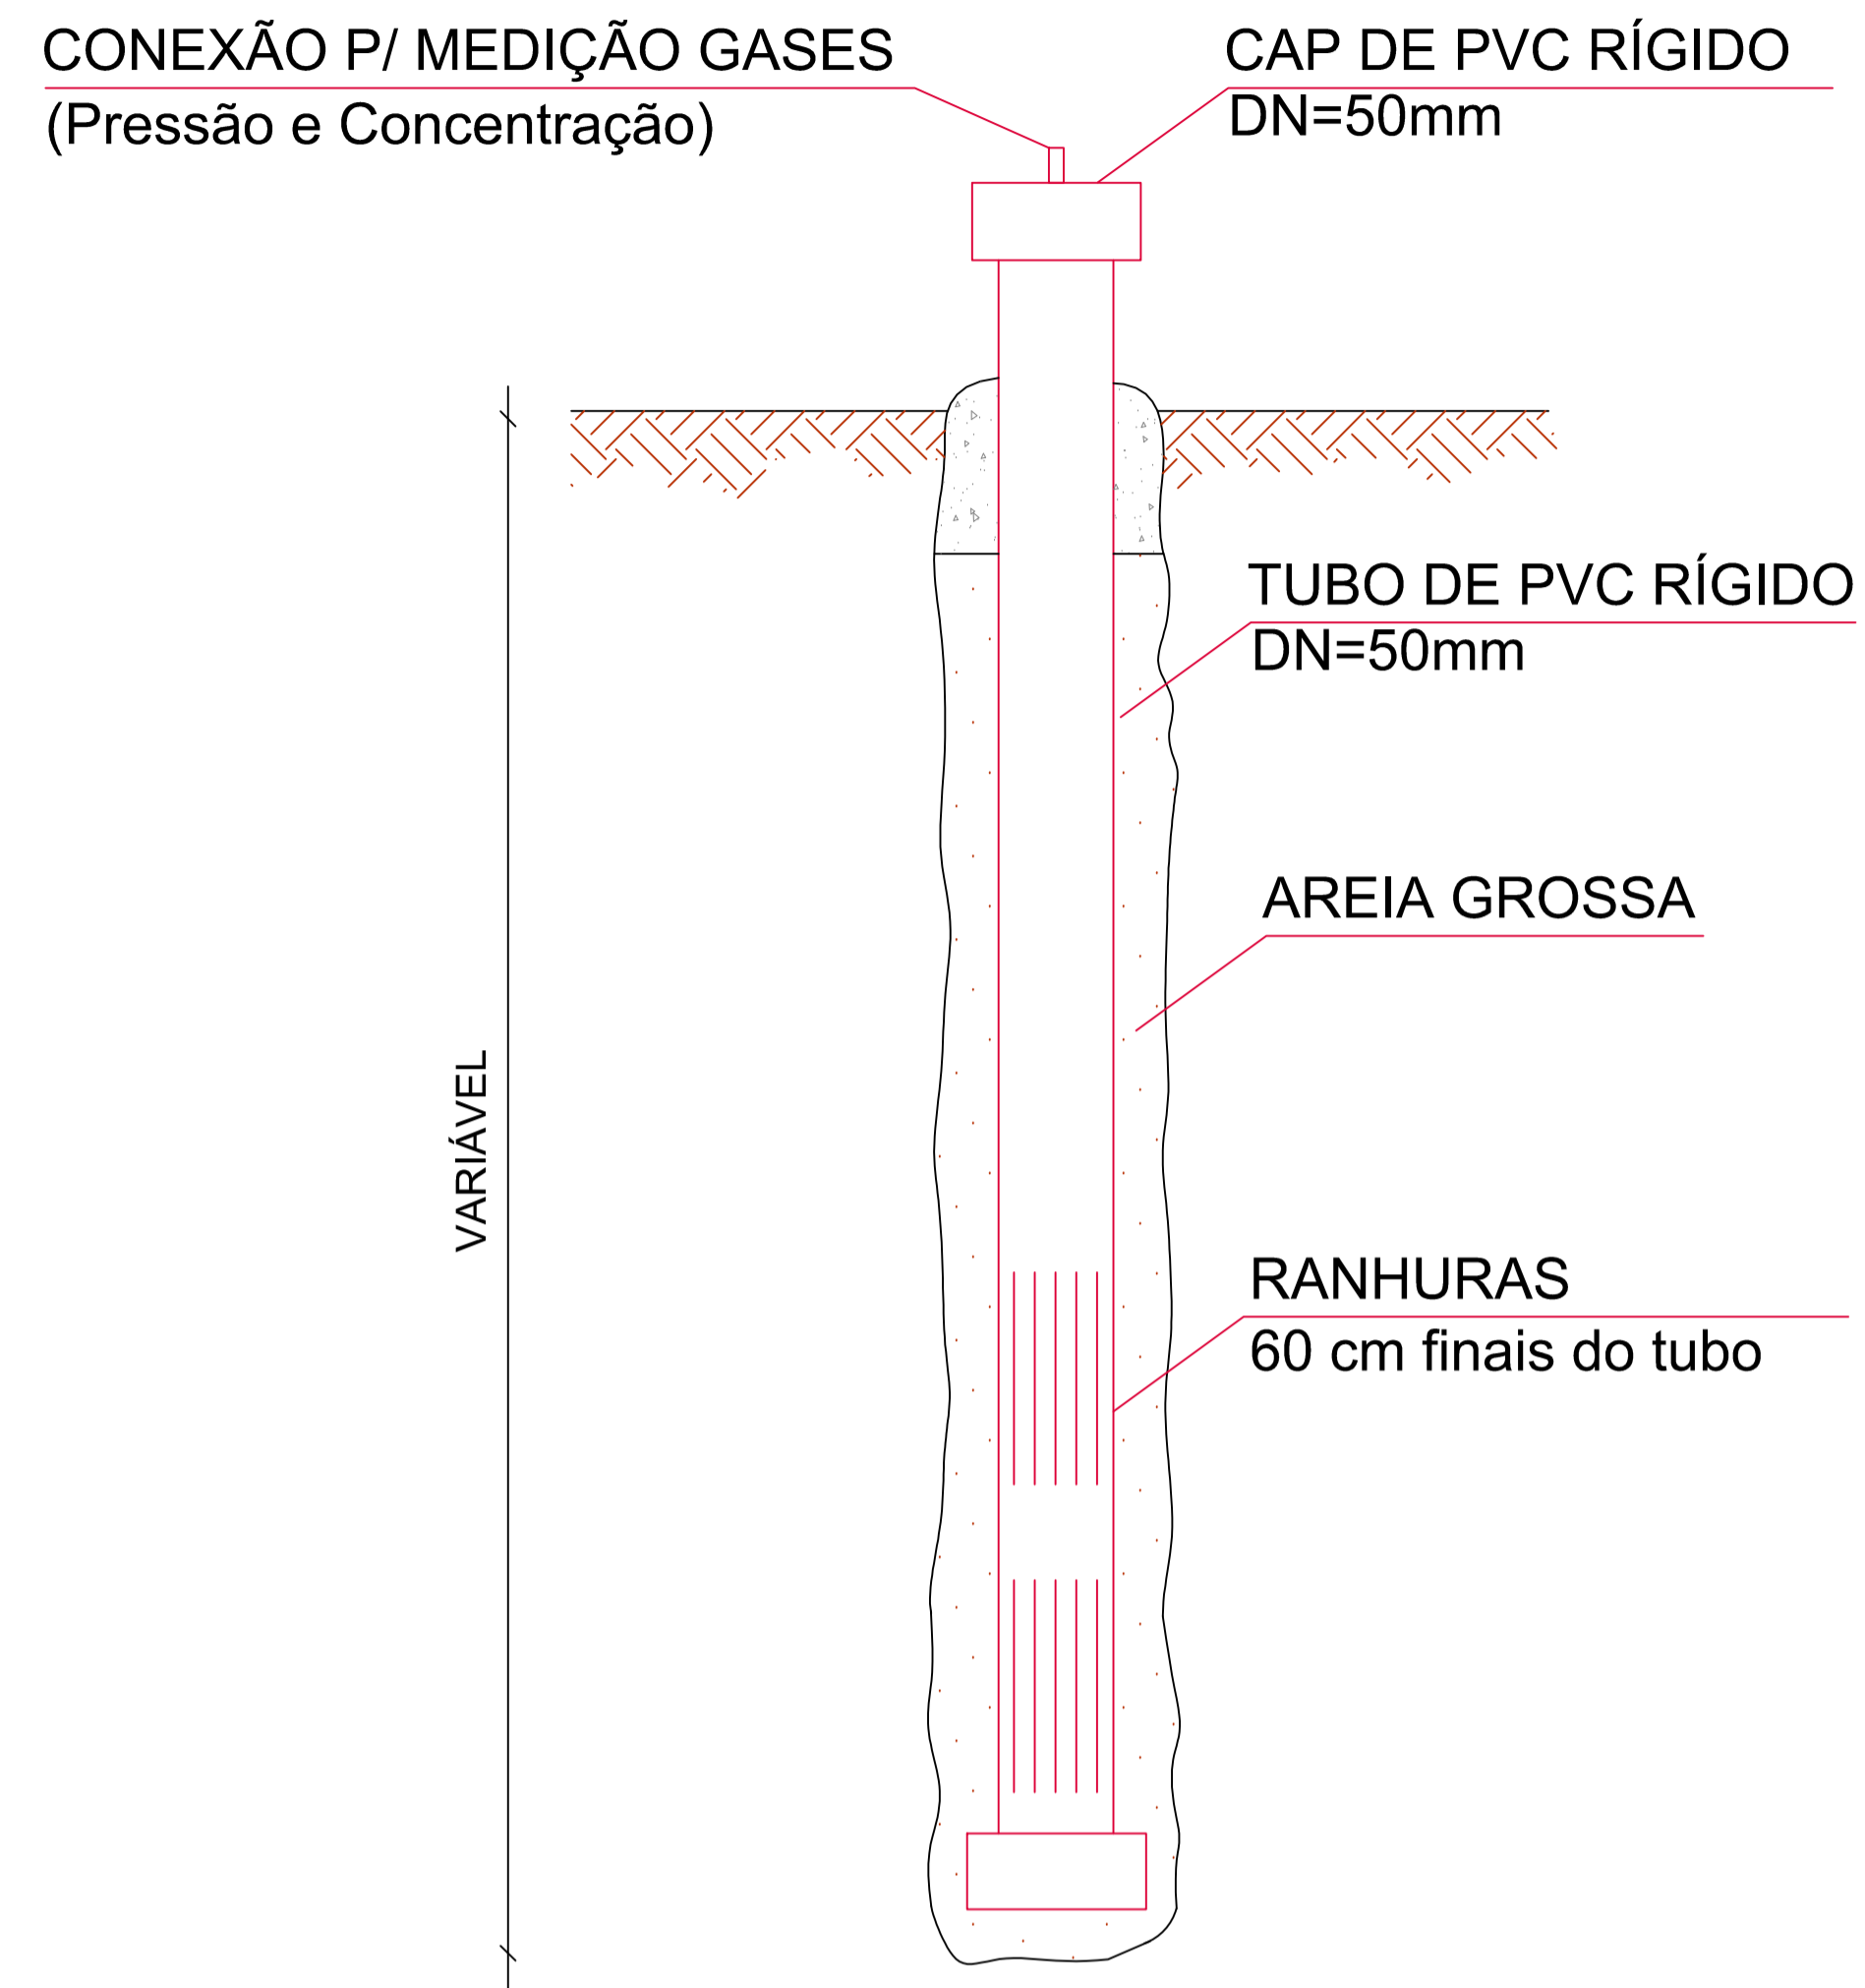 CONEXÃO P/ MEDIÇÃO GASES
(Pressão e Concentração)
CAP DE PVC RÍGIDO
DN=50mm
TUBO DE PVC RÍGIDO
DN=50mm
AREIA GROSSA
VARIÁVEL
RANHURAS
60 cm finais do tubo